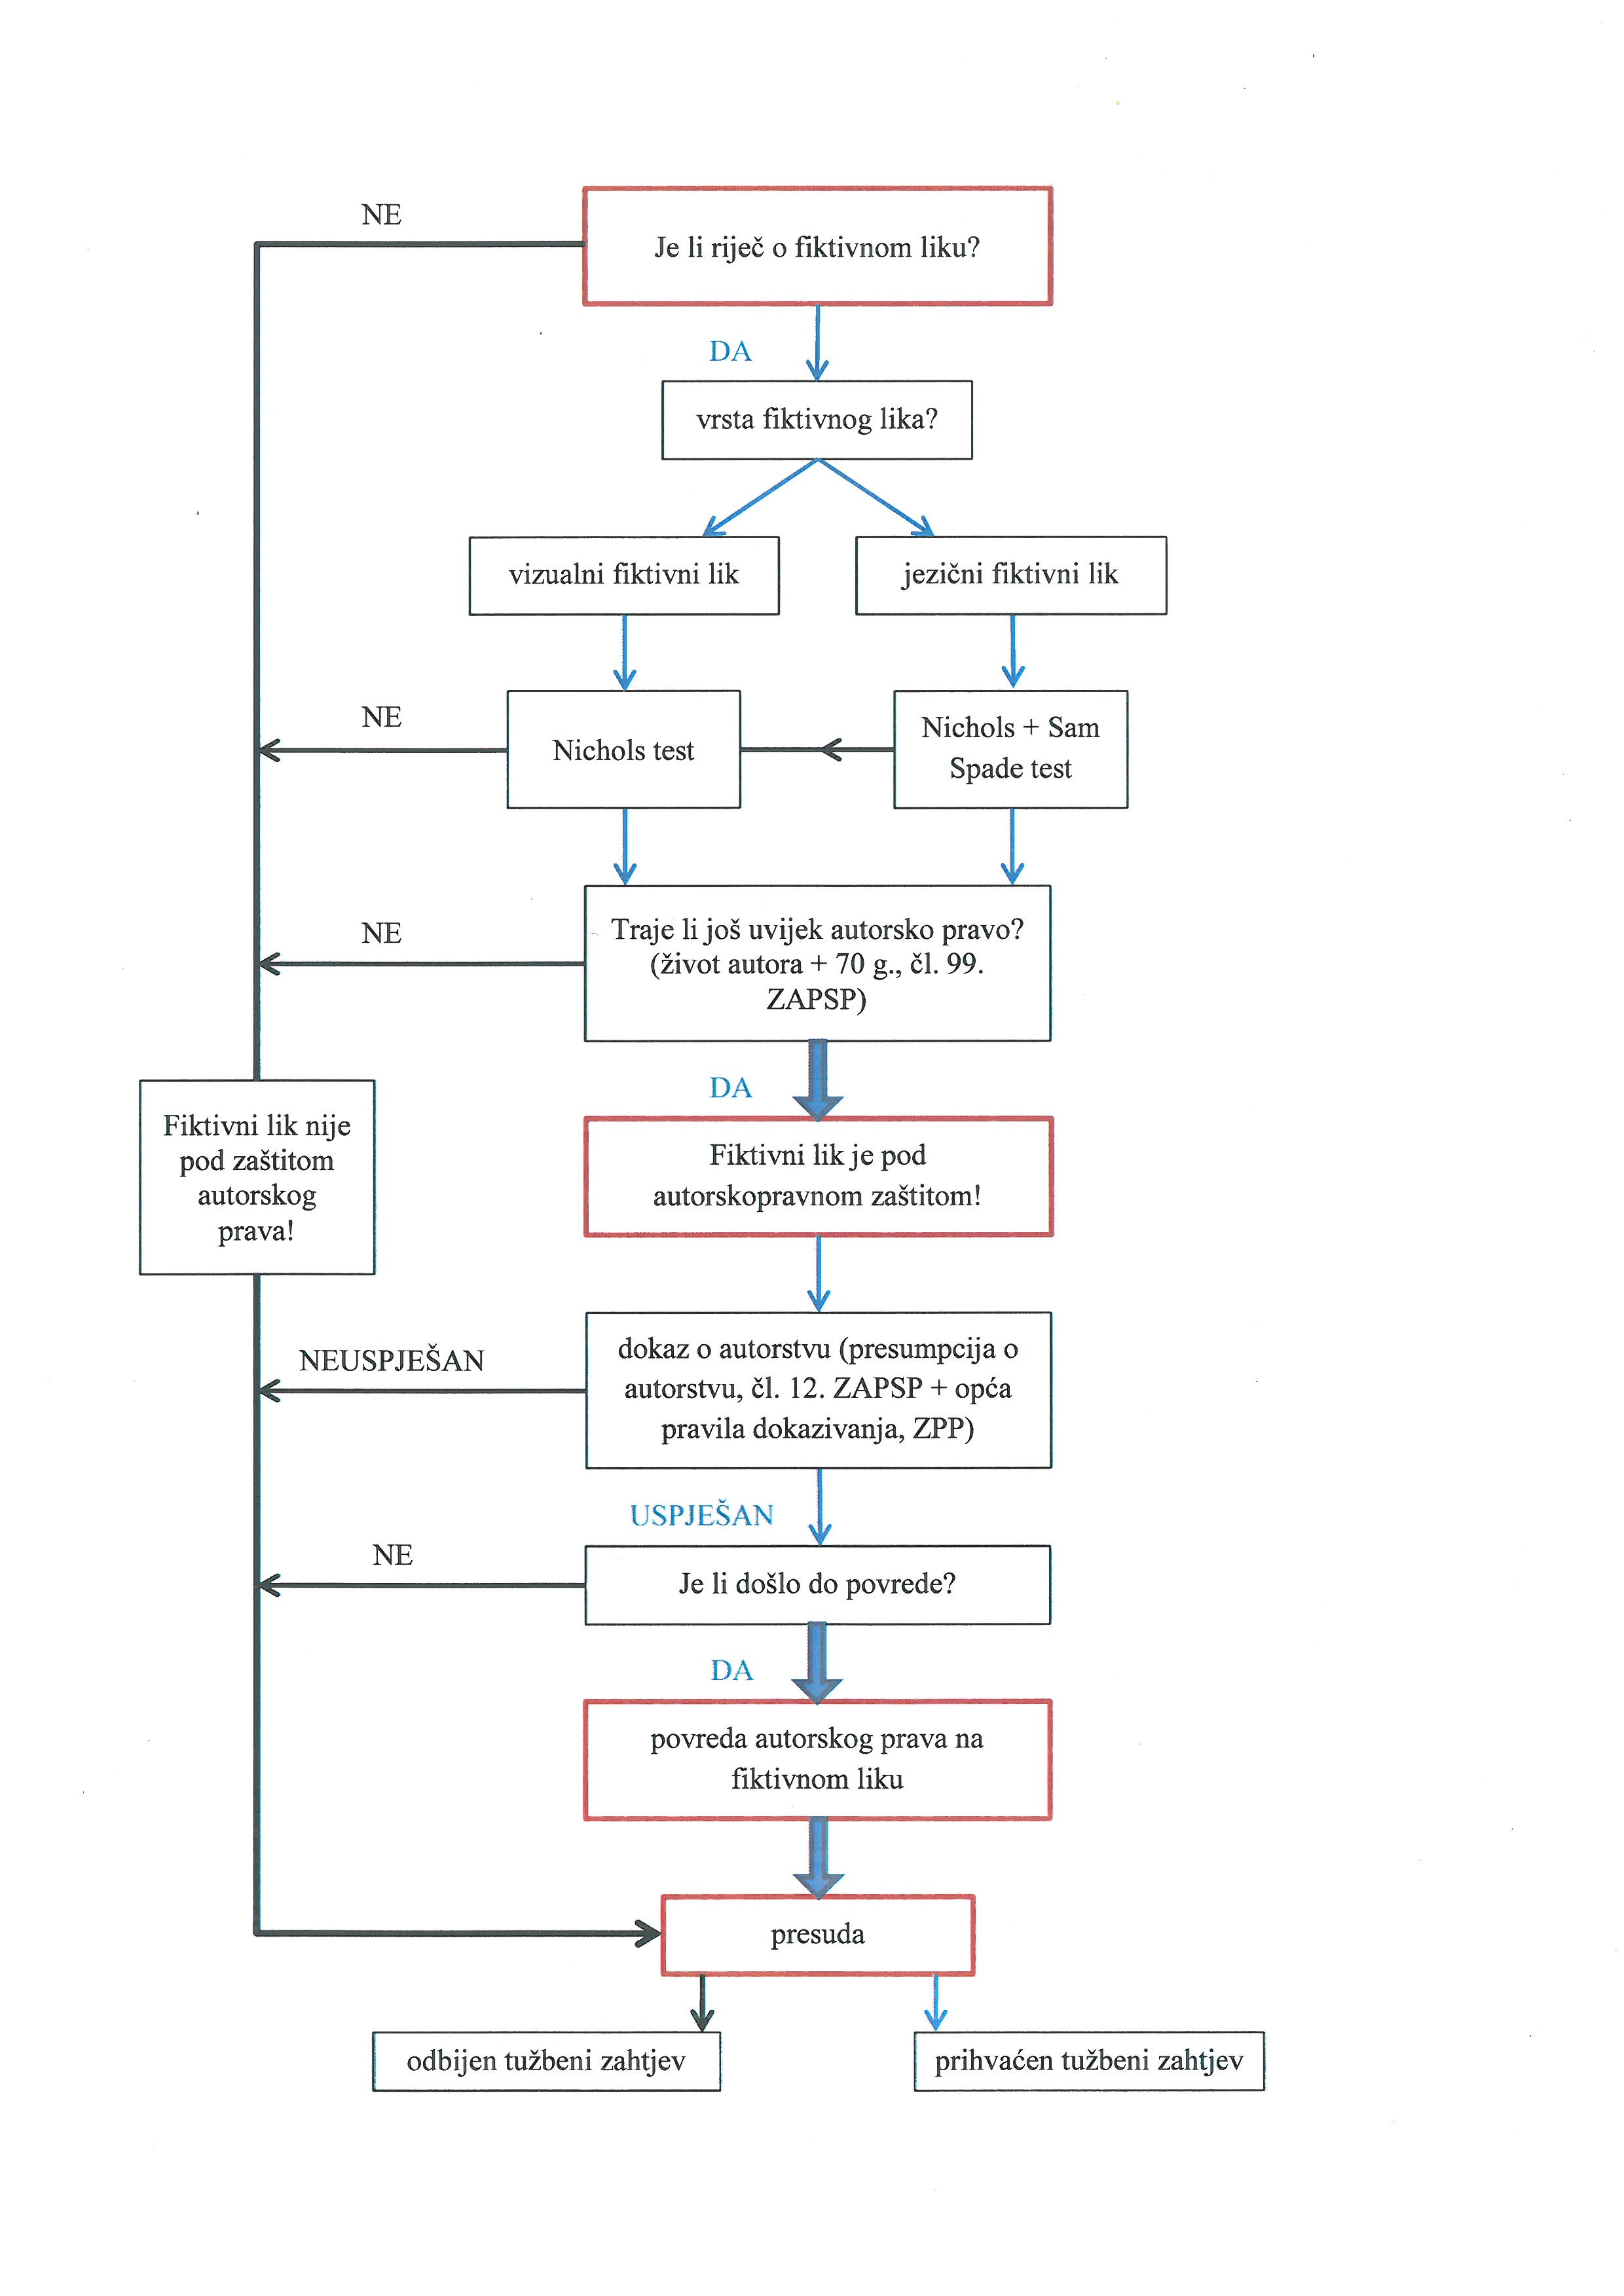 NE
Je li riječ o fiktivnom liku?
DA
vrsta fiktivnog lika?
vizualni fiktivni lik
jezični fiktivni lik
NE
Nichols test
Nichols + Sam
Spade test
NE
Traje li još uvijek autorsko pravo?
(život autora + 70 g., čl. 99.
ZAPSP)
DA
Fiktivni lik nije
pod zaštitom
autorskog
prava!
Fiktivni lik je pod
autorskopravnom zaštitom!
NEUSPJEŠAN
dokaz o autorstvu (presumpcija o
autorstvu, čl. 12. ZAPSP + opća
pravila dokazivanja, ZPP)
USPJEŠAN
NE
Je li došlo do povrede?
DA
povreda autorskog prava na
fiktivnom liku
presuda
odbijen tužbeni zahtjev
prihvaćen tužbeni zahtjev